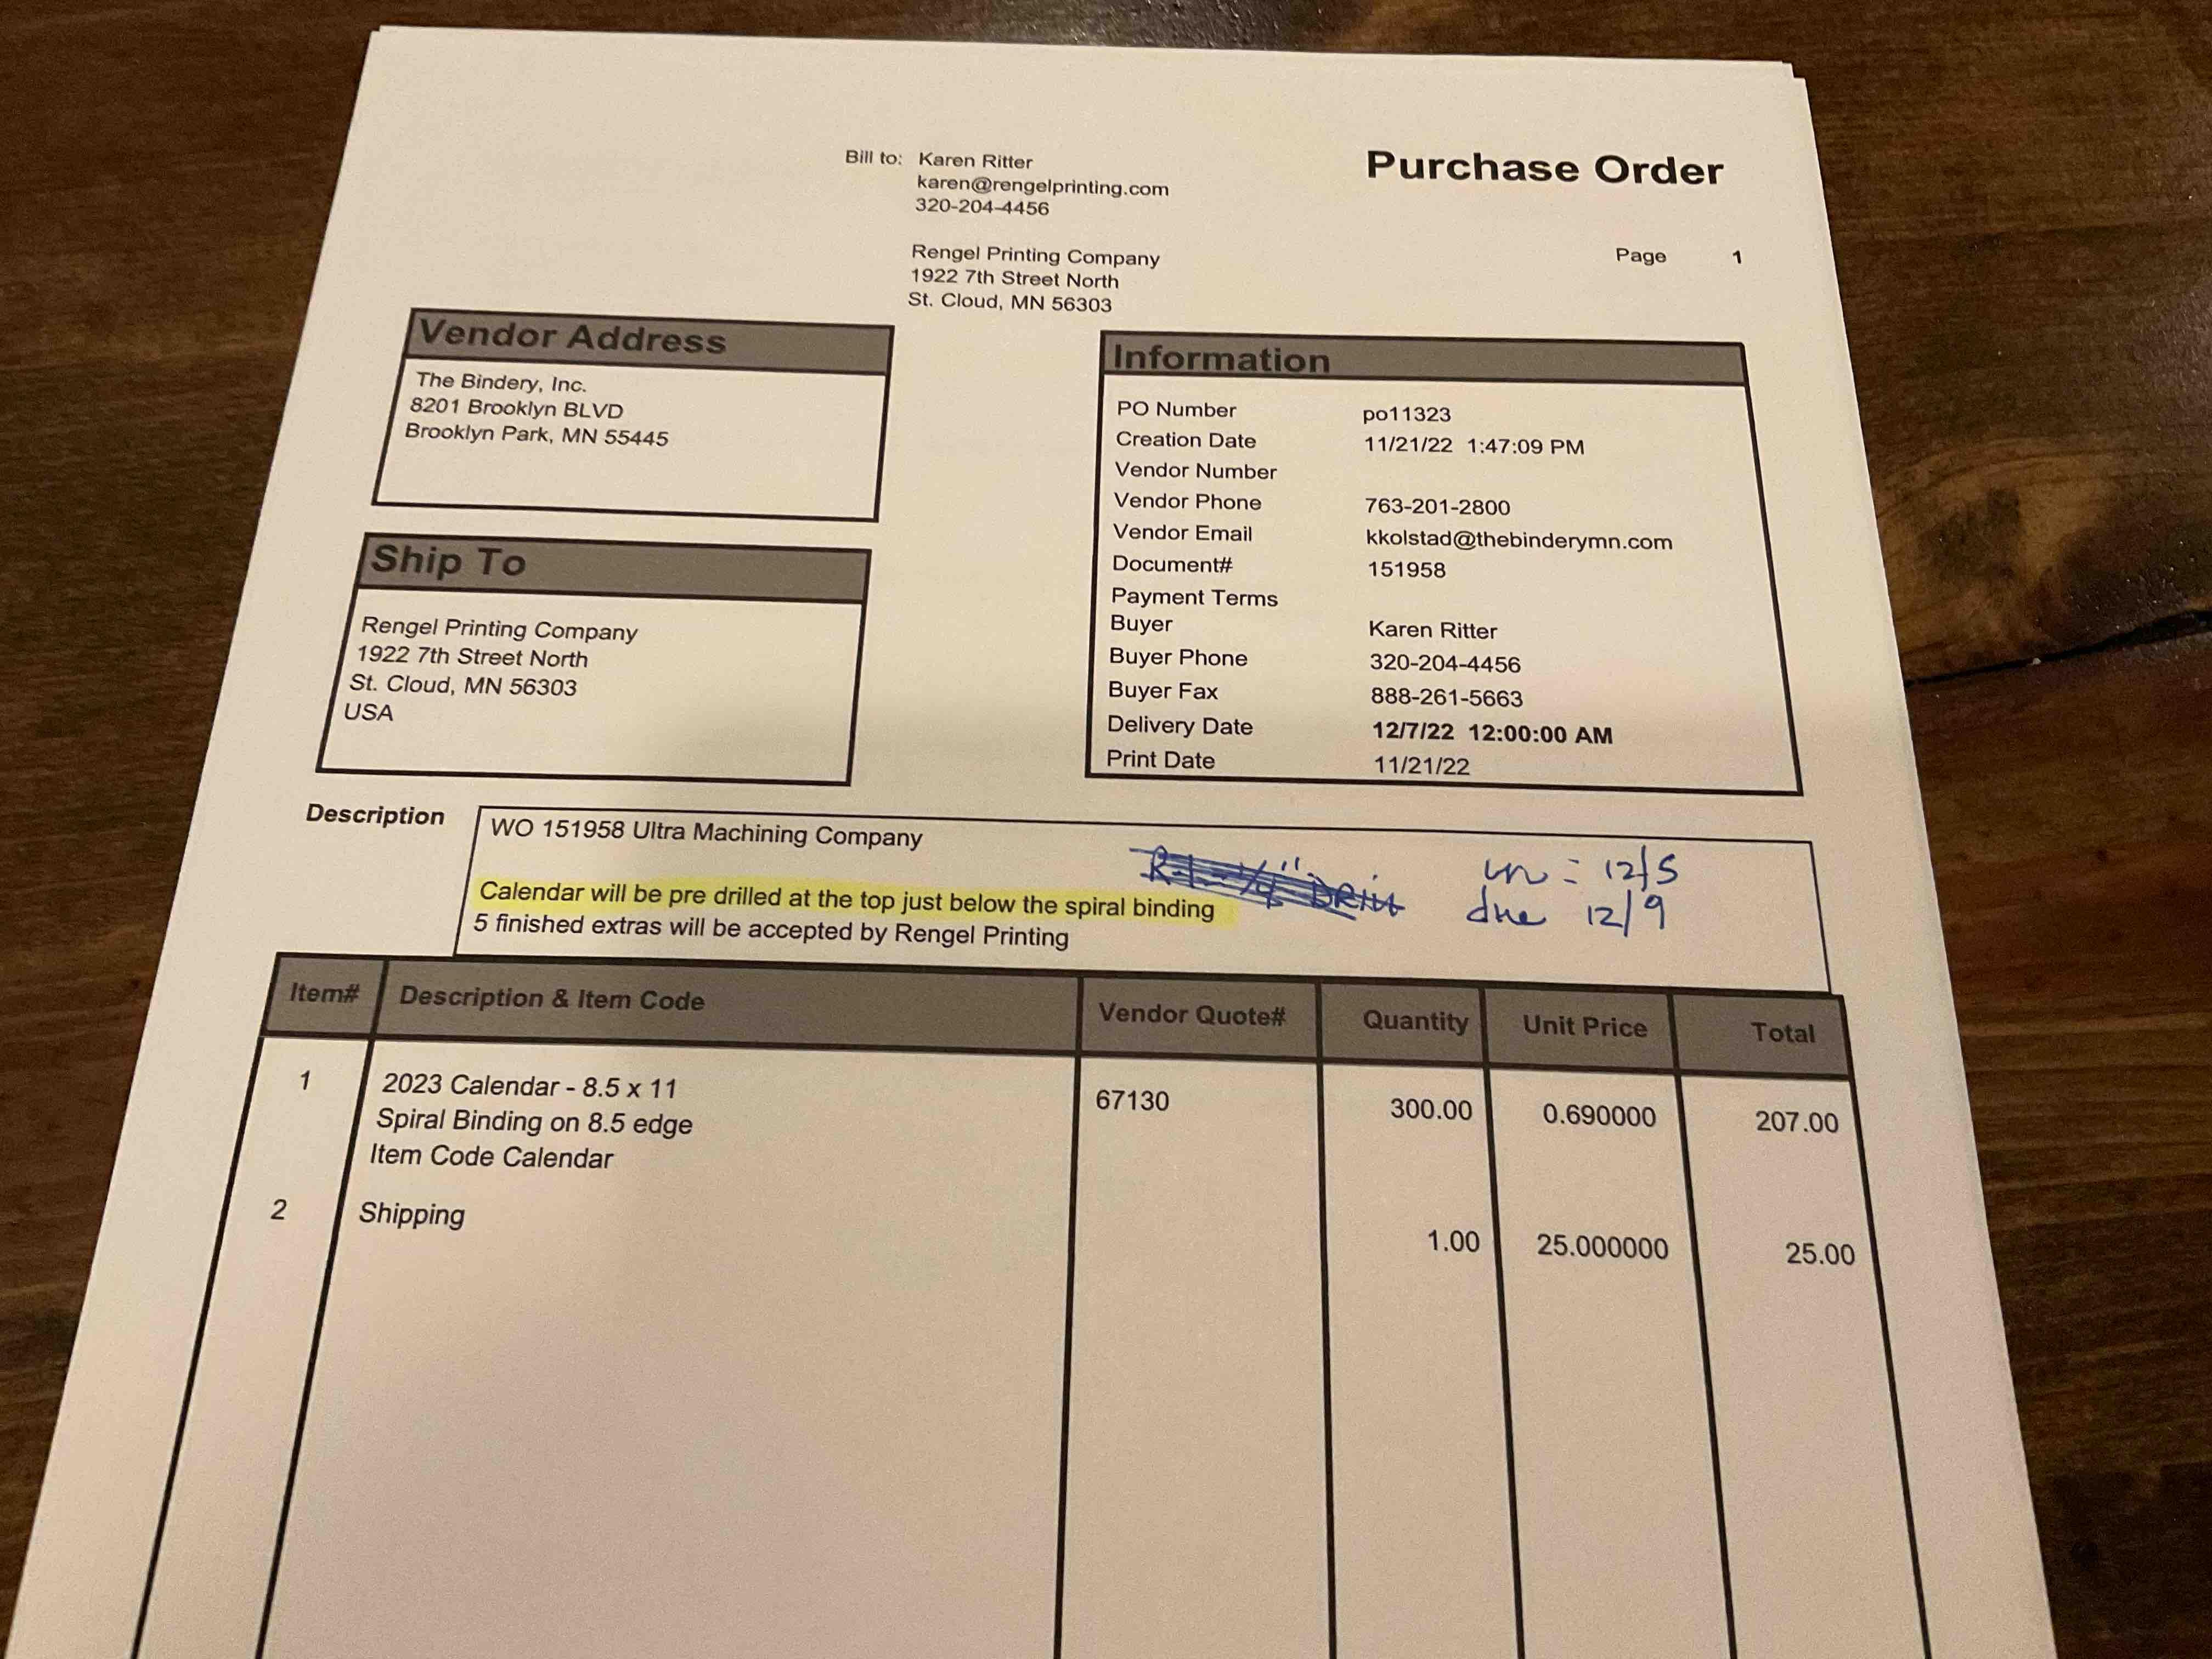 Purchase Order
Bill to: Karen Ritter
karen@rengelprinting.com
320-204-4456
Rengel Printing Company
1922 7th Street North
St. Cloud, MN 56303
Page 1
Vendor Address
The Bindery, Inc.
8201 Brooklyn BLVD
Brooklyn Park, MN 55445
Ship To
Rengel Printing Company
1922 7th Street North
St. Cloud, MN 56303
USA
Information
PO Number po11323
Creation Date 11/21/22 1:47:09 PM
Vendor Number
Vendor Phone 763-201-2800
Vendor Email kkolstad@thebinderymn.com
Document# 151958
Payment Terms
Buyer Karen Ritter
Buyer Phone 320-204-4456
Buyer Fax 888-261-5663
Delivery Date 12/7/22 12:00:00 AM
Print Date 11/21/22
Description
WO 151958 Ultra Machining Company
Calendar will be pre drilled at the top just below the spiral binding
5 finished extras will be accepted by Rengel Printing
in = 12/5
due 12/9
Item# Description & Item Code Vendor Quote# Quantity Unit Price Total
1 2023 Calendar - 8.5 x 11 67130 300.00 0.690000 207.00
Spiral Binding on 8.5 edge
Item Code Calendar
2 Shipping 1.00 25.000000 25.00